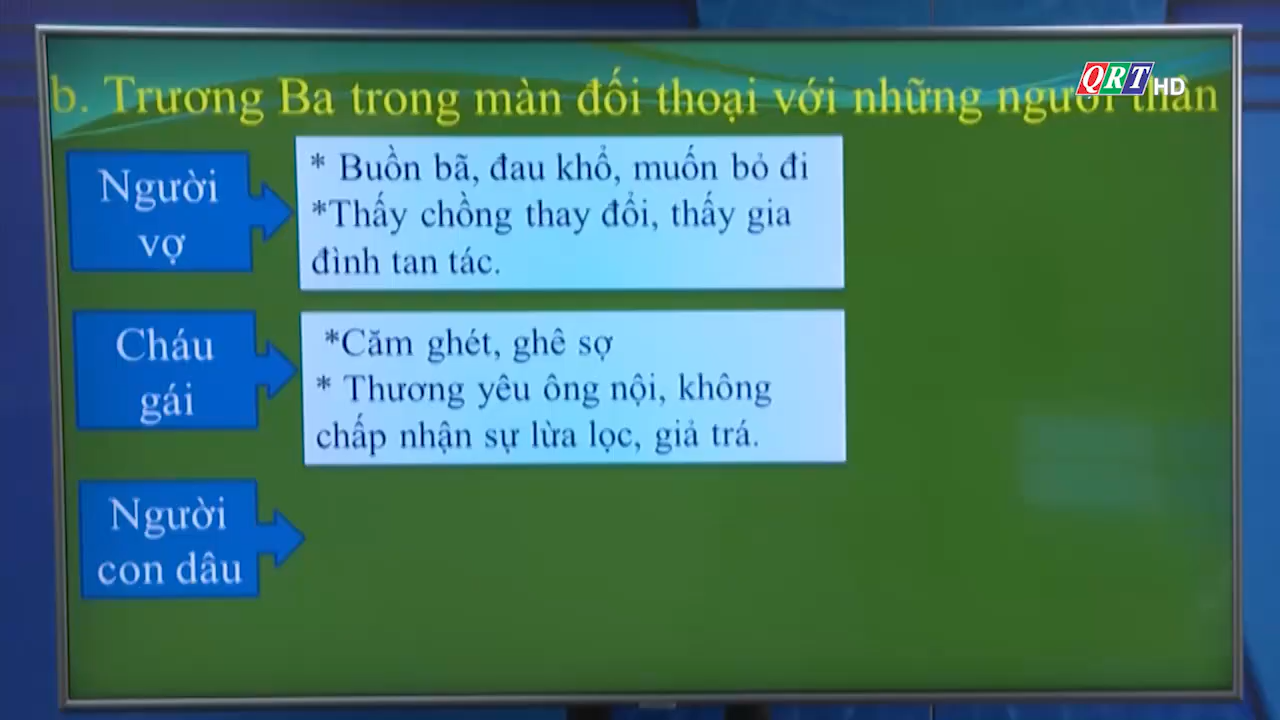 QRT HD
b. Trương Ba trong màn đối thoại với những người thân
Người
vợ
* Buồn bã, đau khổ, muốn bỏ đi
*Thấy chồng thay đổi, thấy gia
đình tan tác.
Cháu
gái
*Căm ghét, ghê sợ
* Thương yêu ông nội, không
chấp nhận sự lừa lọc, giả trá.
Người
con dâu